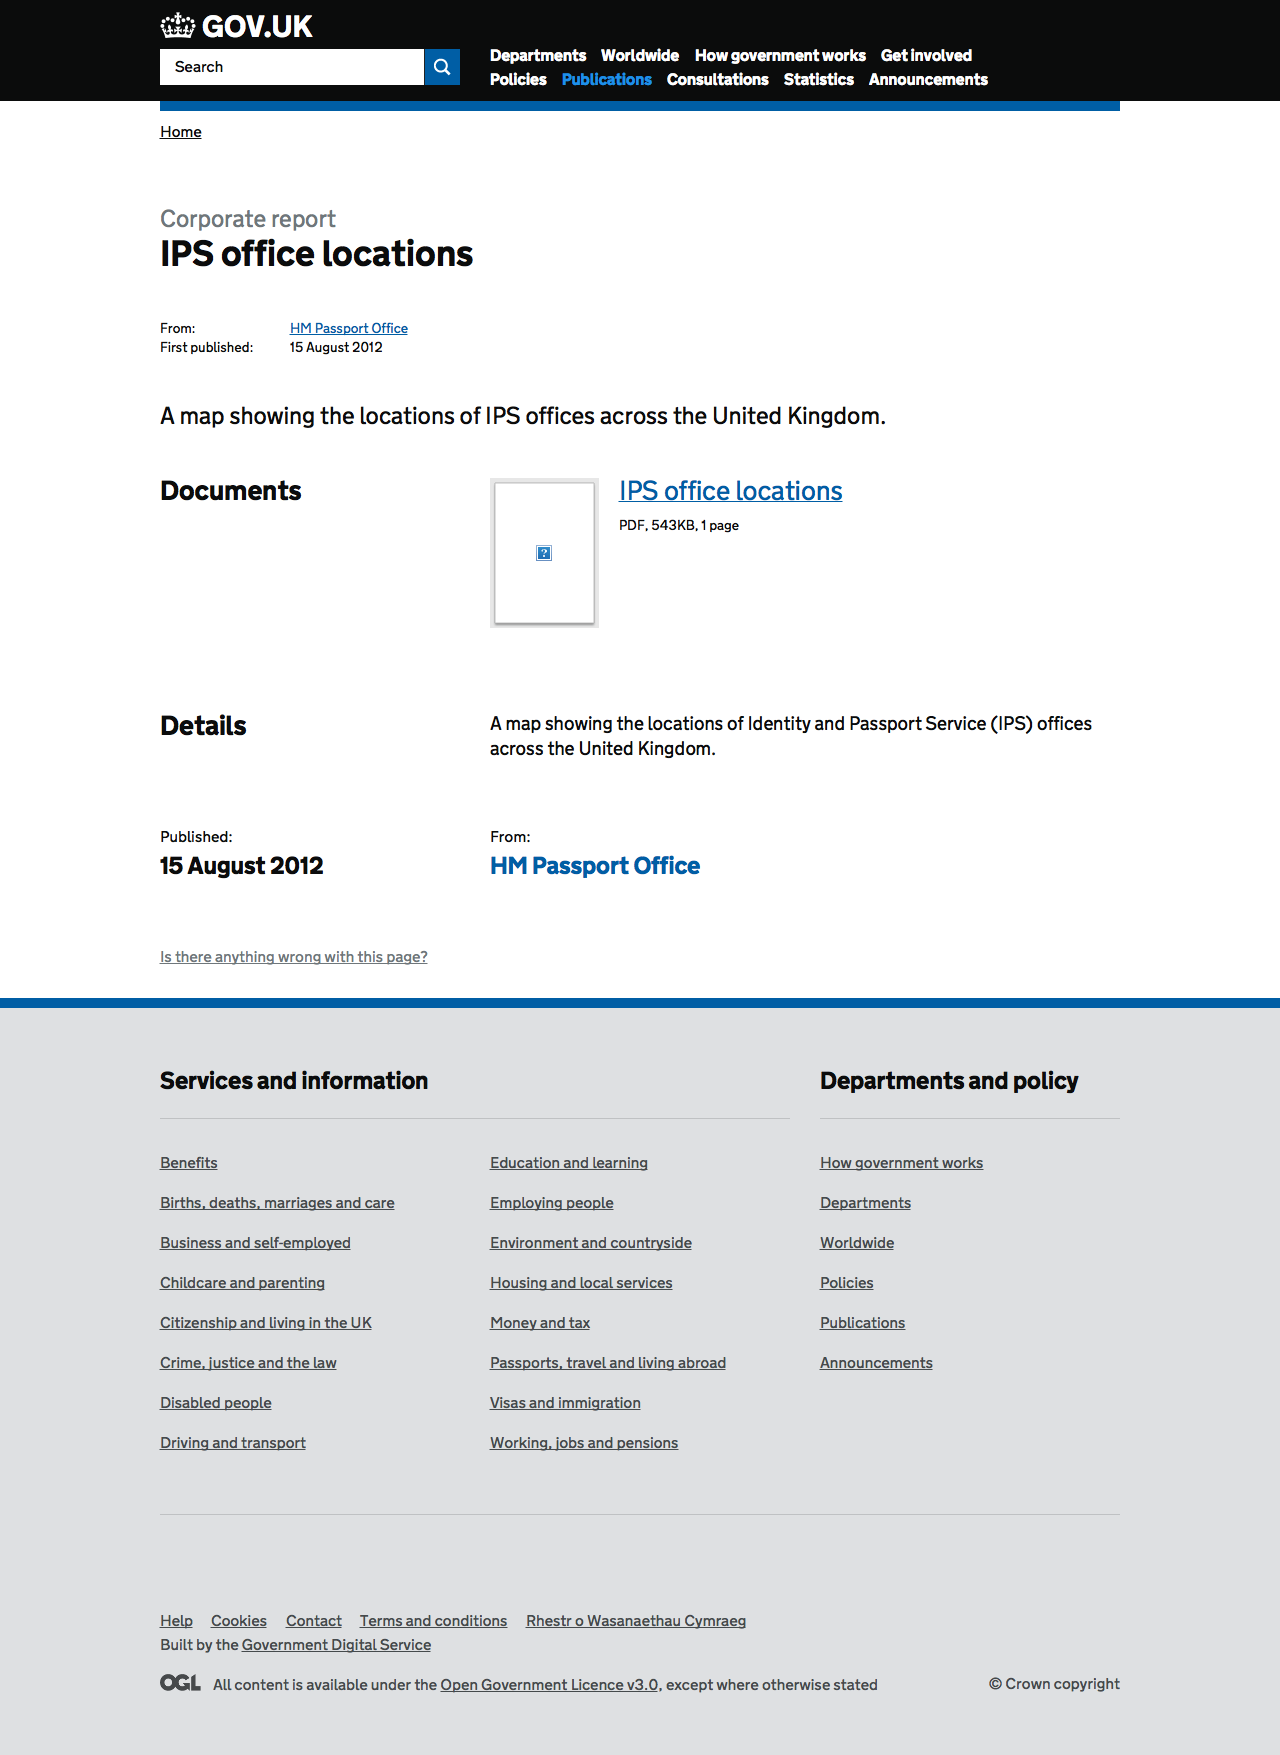 GOV.UK
Search
Departments Worldwide How government works Get involved
Policies Publications Consultations Statistics Announcements
Home
Corporate report
IPS office locations
From: HM Passport Office
First published: 15 August 2012
A map showing the locations of IPS offices across the United Kingdom.
Documents
IPS office locations
PDF, 543KB, 1 page
?
Details
A map showing the locations of Identity and Passport Service (IPS) offices
across the United Kingdom.
Published:
15 August 2012
From:
HM Passport Office
Is there anything wrong with this page?
Services and information
Benefits
Births, deaths, marriages and care
Business and self-employed
Childcare and parenting
Citizenship and living in the UK
Crime, justice and the law
Disabled people
Driving and transport
Education and learning
Employing people
Environment and countryside
Housing and local services
Money and tax
Passports, travel and living abroad
Visas and immigration
Working, jobs and pensions
Departments and policy
How government works
Departments
Worldwide
Policies
Publications
Announcements
Help Cookies Contact Terms and conditions Rhestr o Wasanaethau Cymraeg
Built by the Government Digital Service
OGL All content is available under the Open Government Licence v3.0, except where otherwise stated
© Crown copyright